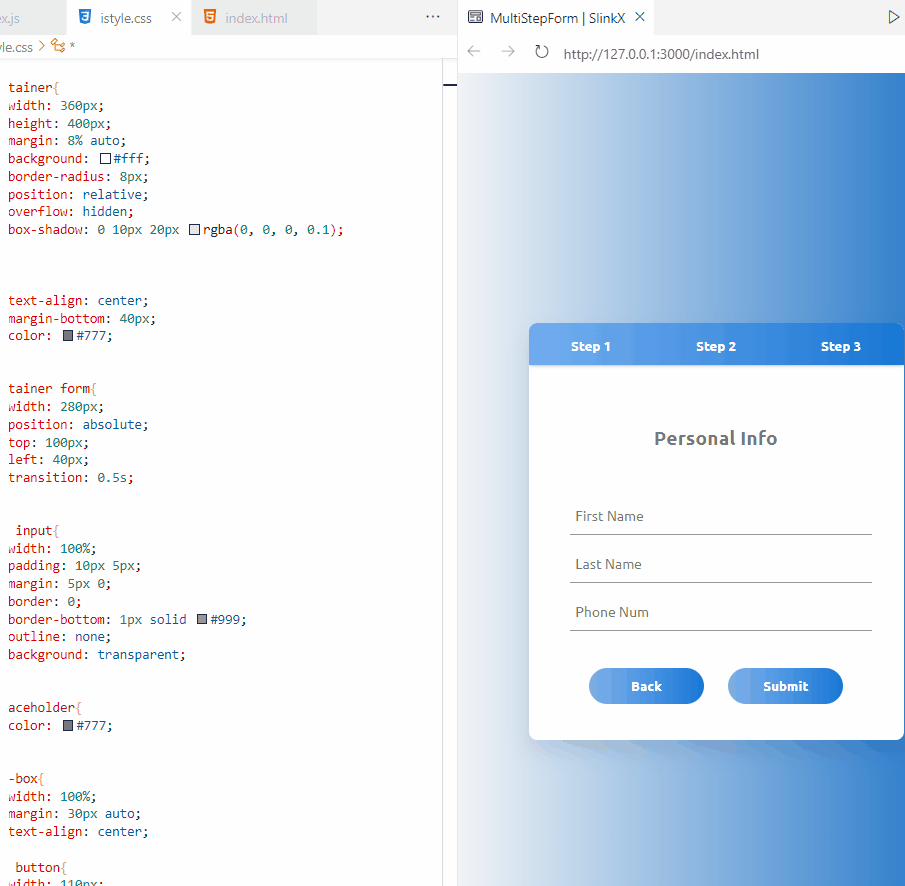 ex.js
istyle.css
index.html
MultiStepForm | SlinkX
yle.css > *
http://127.0.0.1:3000/index.html
tainer{
width: 360px;
height: 400px;
margin: 8% auto;
background: #fff;
border-radius: 8px;
position: relative;
overflow: hidden;
box-shadow: 0 10px 20px rgba(0, 0, 0, 0.1);
text-align: center;
margin-bottom: 40px;
color: #777;
tainer form{
width: 280px;
position: absolute;
top: 100px;
left: 40px;
transition: 0.5s;
input{
width: 100%;
padding: 10px 5px;
margin: 5px 0;
border: 0;
border-bottom: 1px solid #999;
outline: none;
background: transparent;
aceholder{
color: #777;
-box{
width: 100%;
margin: 30px auto;
text-align: center;
button{
width: 110px;
Step 1
Step 2
Step 3
Personal Info
First Name
Last Name
Phone Num
Back
Submit